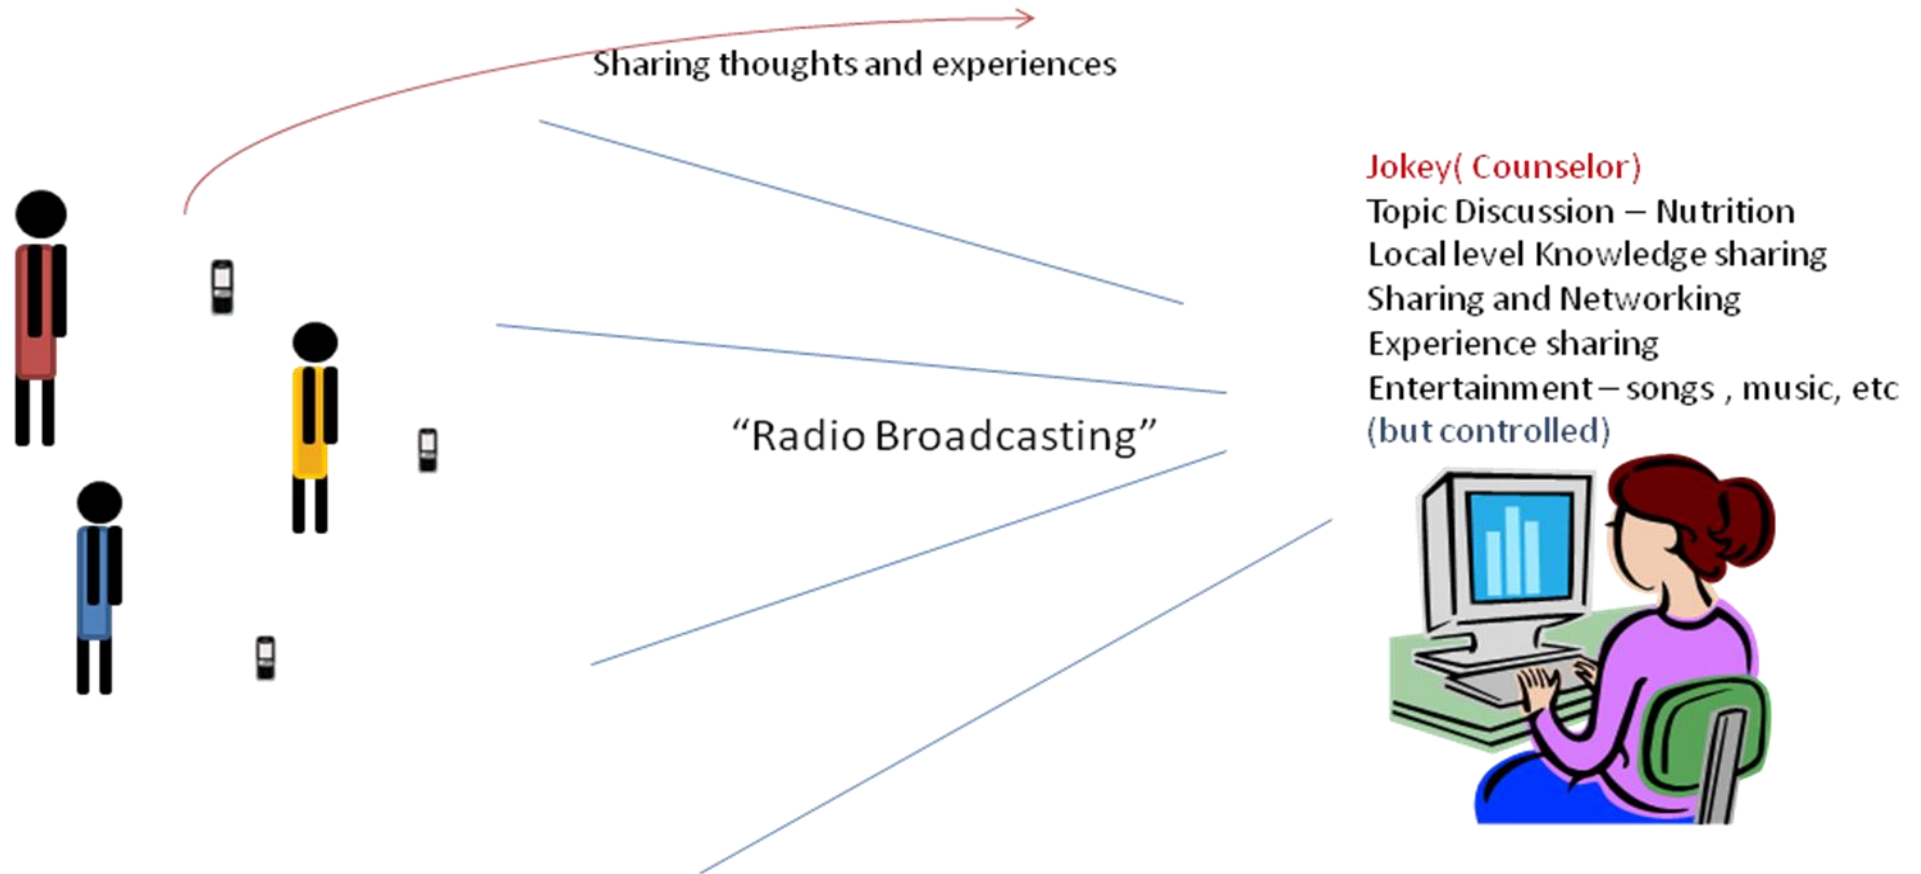 Sharing thoughts and experiences
Jokey( Counselor)
Topic Discussion – Nutrition
Local level Knowledge sharing
Sharing and Networking
Experience sharing
Entertainment – songs , music, etc
(but controlled)
“Radio Broadcasting”